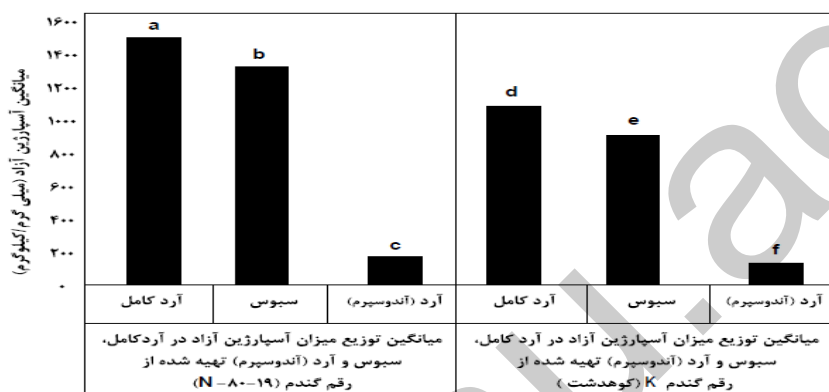 میانگین آسپارژین آزاد (میلی گرم/کیلوگرم)
۱۶۰۰
۱۴۰۰
۱۲۰۰
۱۰۰۰
۸۰۰
۶۰۰
۴۰۰
۲۰۰
۰
a
b
c
d
e
f
آرد کامل
سبوس
آرد (آندوسپرم)
آرد کامل
سبوس
آرد (آندوسپرم)
میانگین توزیع میزان آسپارژین آزاد در آردکامل،
سبوس و آرد (آندوسپرم) تهیه شده از
رقم گندم (N -۸۰-۱۹)
میانگین توزیع میزان آسپارژین آزاد در آرد کامل،
سبوس و آرد (آندوسپرم) تهیه شده از
رقم گندم K (کوهدشت )